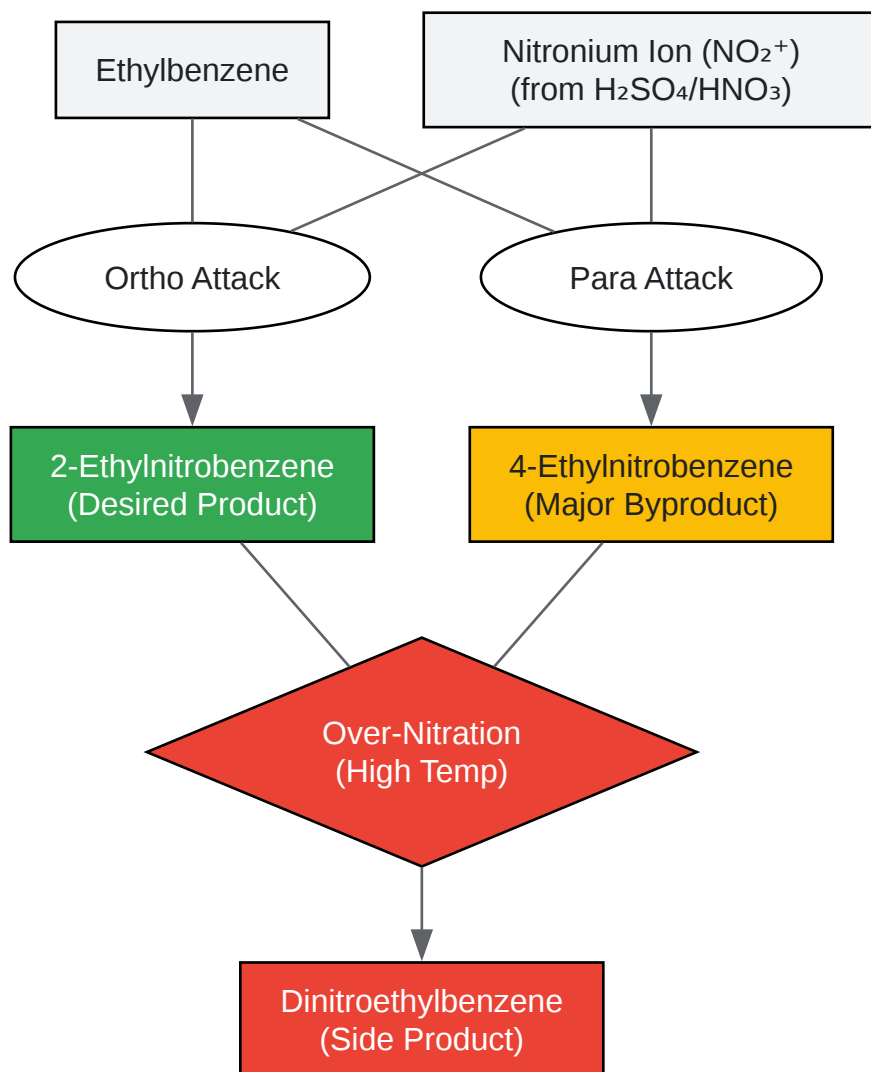 Ethylbenzene
Nitronium Ion (NO₂⁺)
(from H₂SO₄/HNO₃)
Ortho Attack
Para Attack
2-Ethylnitrobenzene
(Desired Product)
4-Ethylnitrobenzene
(Major Byproduct)
Over-Nitration
(High Temp)
Dinitroethylbenzene
(Side Product)